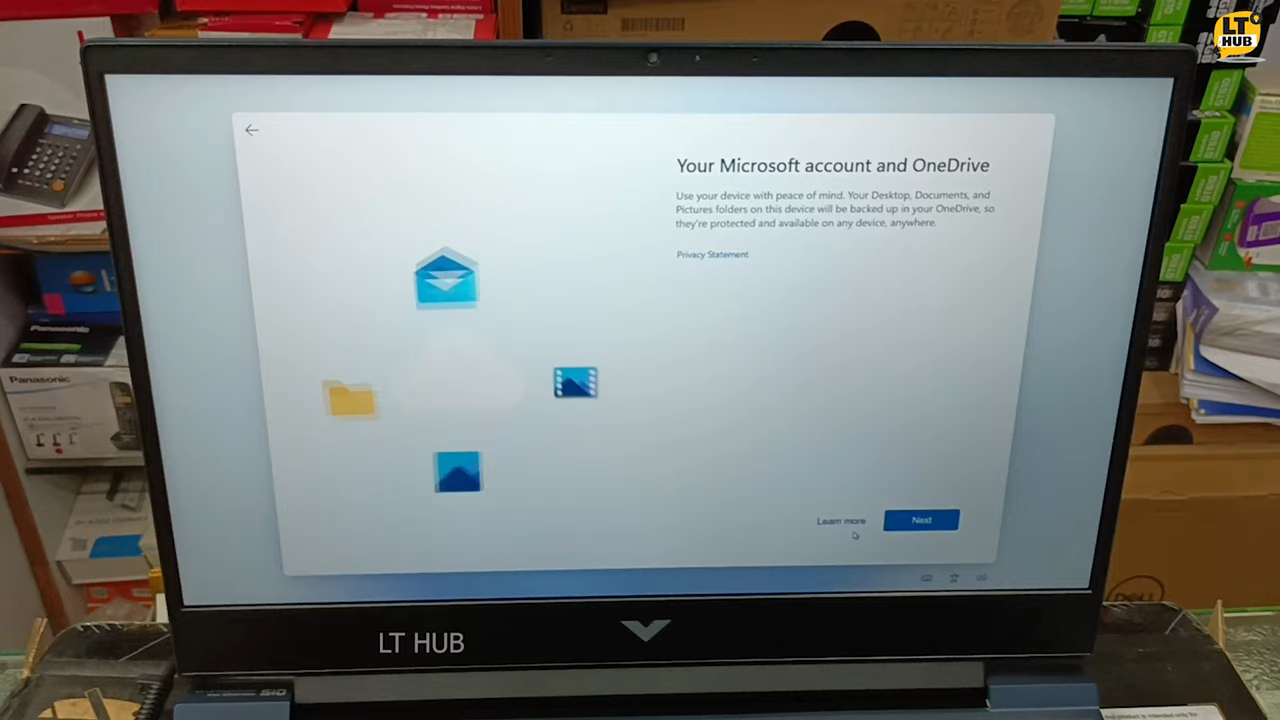 LT
HUB
Your Microsoft account and OneDrive
Use your device with peace of mind. Your Desktop, Documents, and
Pictures folders on this device will be backed up in your OneDrive, so
they're protected and available on any device, anywhere.
Privacy Statement
Learn more
Next
Panasonic
Panasonic
DELL
LT HUB